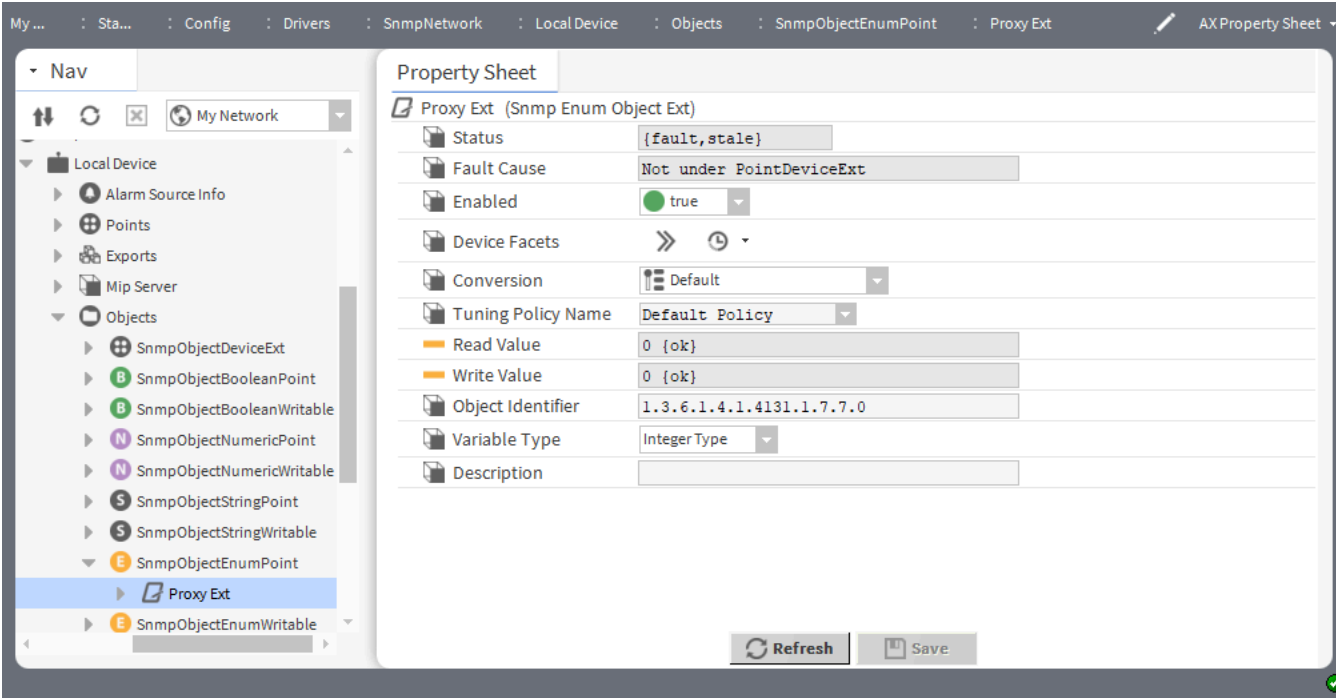 My ... : Sta... : Config : Drivers : SnmpNetwork : Local Device : Objects : SnmpObjectEnumPoint : Proxy Ext AX Property Sheet
Nav
My Network
Local Device
Alarm Source Info
Points
Exports
Mip Server
Objects
SnmpObjectDeviceExt
B SnmpObjectBooleanPoint
B SnmpObjectBooleanWritable
N SnmpObjectNumericPoint
N SnmpObjectNumericWritable
S SnmpObjectStringPoint
S SnmpObjectStringWritable
E SnmpObjectEnumPoint
Proxy Ext
E SnmpObjectEnumWritable
Property Sheet
Proxy Ext (Snmp Enum Object Ext)
Status {fault,stale}
Fault Cause Not under PointDeviceExt
Enabled true
Device Facets
Conversion Default
Tuning Policy Name Default Policy
Read Value 0 {ok}
Write Value 0 {ok}
Object Identifier 1.3.6.1.4.1.4131.1.7.7.0
Variable Type Integer Type
Description
Refresh Save